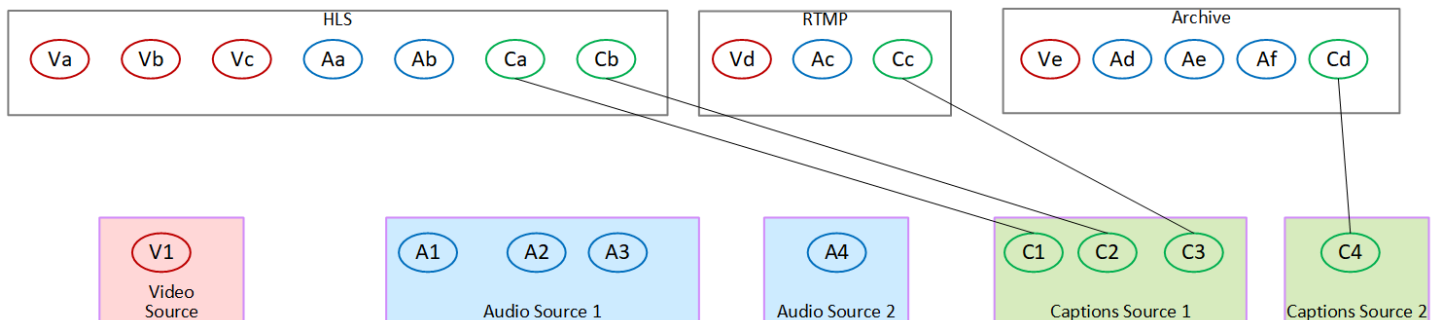 HLS
RTMP
Archive
Va Vb Vc Aa Ab Ca Cb
Vd Ac Cc
Ve Ad Ae Af Cd
V1
A1 A2 A3
A4
C1 C2 C3
C4
Video
Source
Audio Source 1
Audio Source 2
Captions Source 1
Captions Source 2